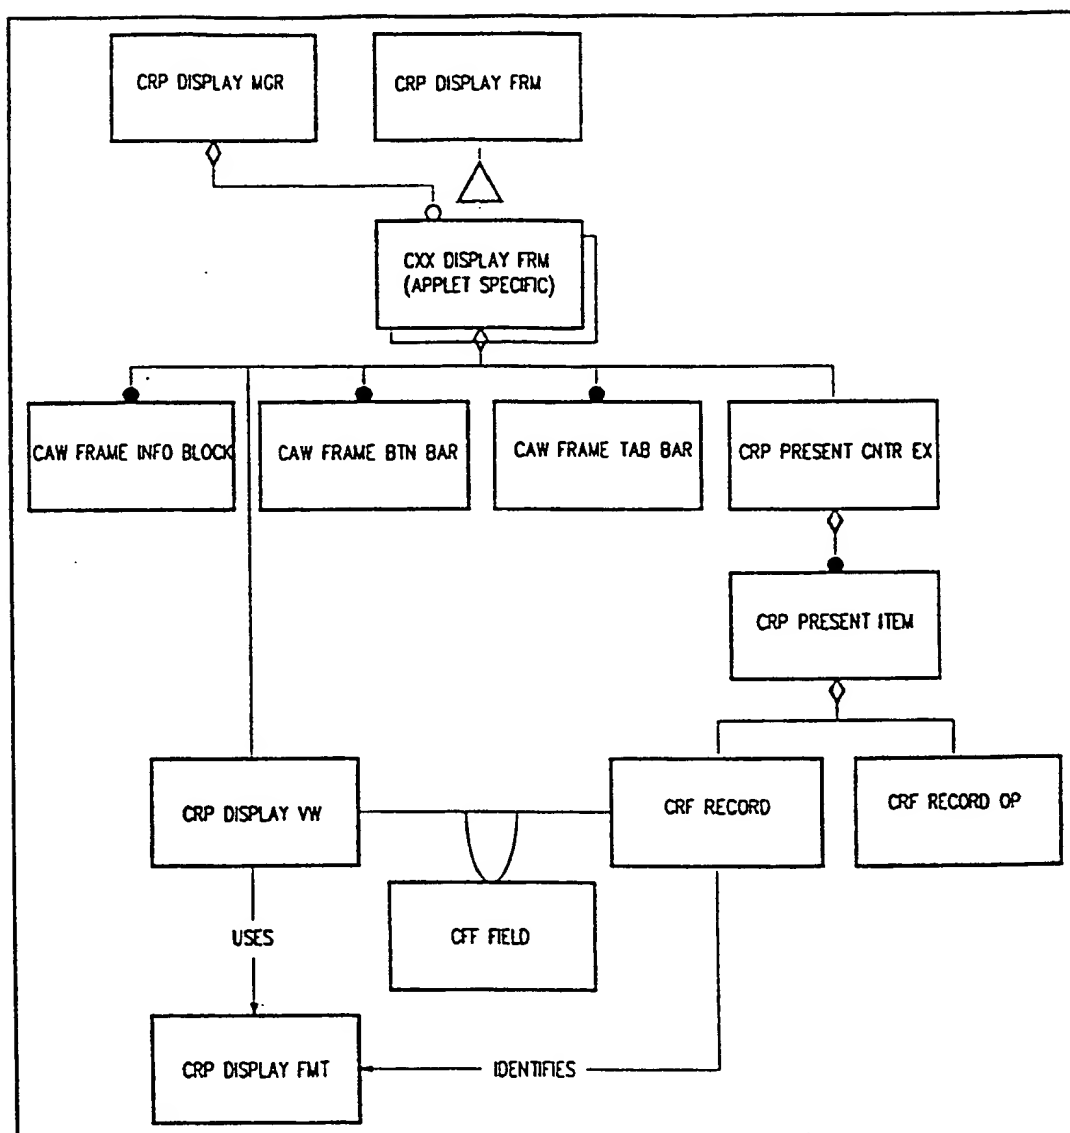 CRP DISPLAY MGR
CRP DISPLAY FRM
CXX DISPLAY FRM
(APPLET SPECIFIC)
CAW FRAME INFO BLOCK
CAW FRAME BTN BAR
CAW FRAME TAB BAR
CRP PRESENT CNTR EX
CRP PRESENT ITEM
CRP DISPLAY VW
CRF RECORD
CRF RECORD OP
CFF FIELD
USES
CRP DISPLAY FMT
IDENTIFIES